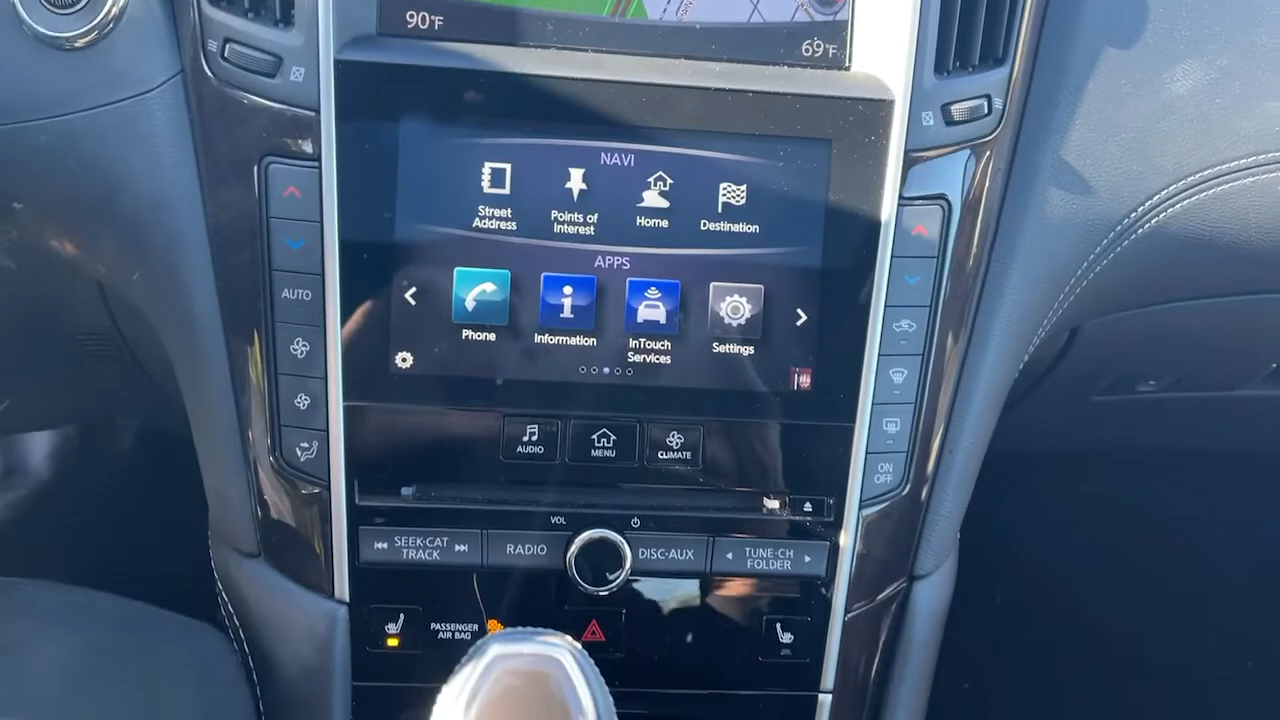 90°F
69°F
NAVI
Street
Address
Points of
Interest
Home
Destination
APPS
Phone
Information
InTouch
Services
Settings
AUTO
AUDIO
MENU
CLIMATE
ON
OFF
VOL
SEEK·CAT
TRACK
RADIO
DISC·AUX
TUNE·CH
FOLDER
PASSENGER
AIR BAG